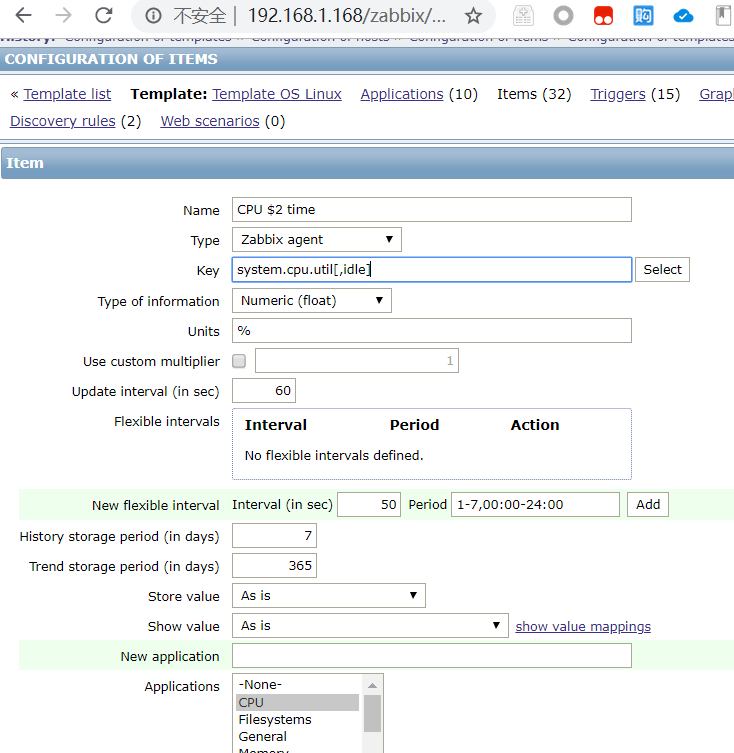 不安全 | 192.168.1.168/zabbix/...
History: Configuration of templates » Configuration of hosts » Configuration of items » Configuration of templates
CONFIGURATION OF ITEMS
« Template list Template: Template OS Linux Applications (10) Items (32) Triggers (15) Grap
Discovery rules (2) Web scenarios (0)
Item
Name CPU $2 time
Type Zabbix agent
Key system.cpu.util[,idle] Select
Type of information Numeric (float)
Units %
Use custom multiplier 1
Update interval (in sec) 60
Flexible intervals Interval Period Action
No flexible intervals defined.
New flexible interval Interval (in sec) 50 Period 1-7,00:00-24:00 Add
History storage period (in days) 7
Trend storage period (in days) 365
Store value As is
Show value As is show value mappings
New application
Applications -None-
CPU
Filesystems
General
Memory